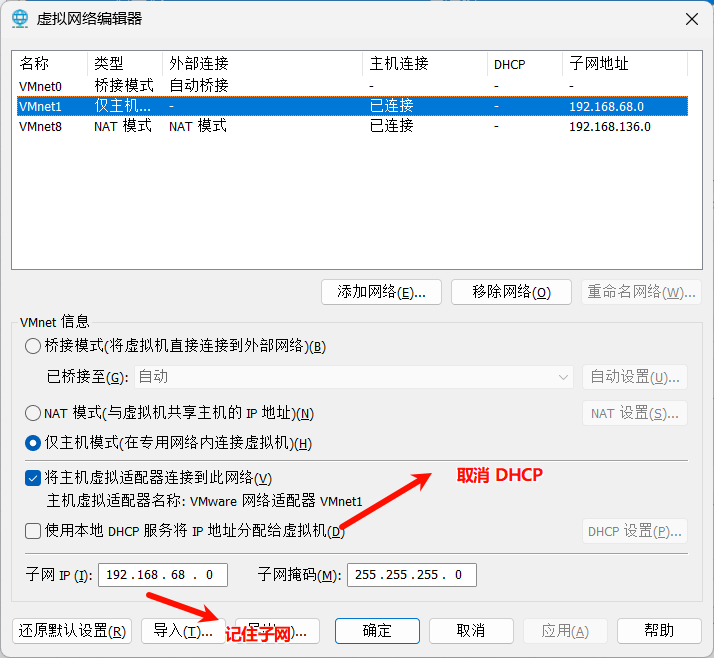 虚拟网络编辑器
名称 类型 外部连接 主机连接 DHCP 子网地址
VMnet0 桥接模式 自动桥接 - - -
VMnet1 仅主机... - 已连接 - 192.168.68.0
VMnet8 NAT 模式 NAT 模式 已连接 - 192.168.136.0
添加网络(E)... 移除网络(O) 重命名网络(W)...
VMnet 信息
桥接模式(将虚拟机直接连接到外部网络)(B)
已桥接至(G): 自动 自动设置(U)...
NAT 模式(与虚拟机共享主机的 IP 地址)(N) NAT 设置(S)...
仅主机模式(在专用网络内连接虚拟机)(H)
将主机虚拟适配器连接到此网络(V) 取消 DHCP
主机虚拟适配器名称: VMware 网络适配器 VMnet1
使用本地 DHCP 服务将 IP 地址分配给虚拟机(D) DHCP 设置(P)...
子网 IP (I): 192 . 168 . 68 . 0 子网掩码(M): 255 . 255 . 255 . 0
还原默认设置(R) 导入(T)... 记住子网 确定 取消 应用(A) 帮助